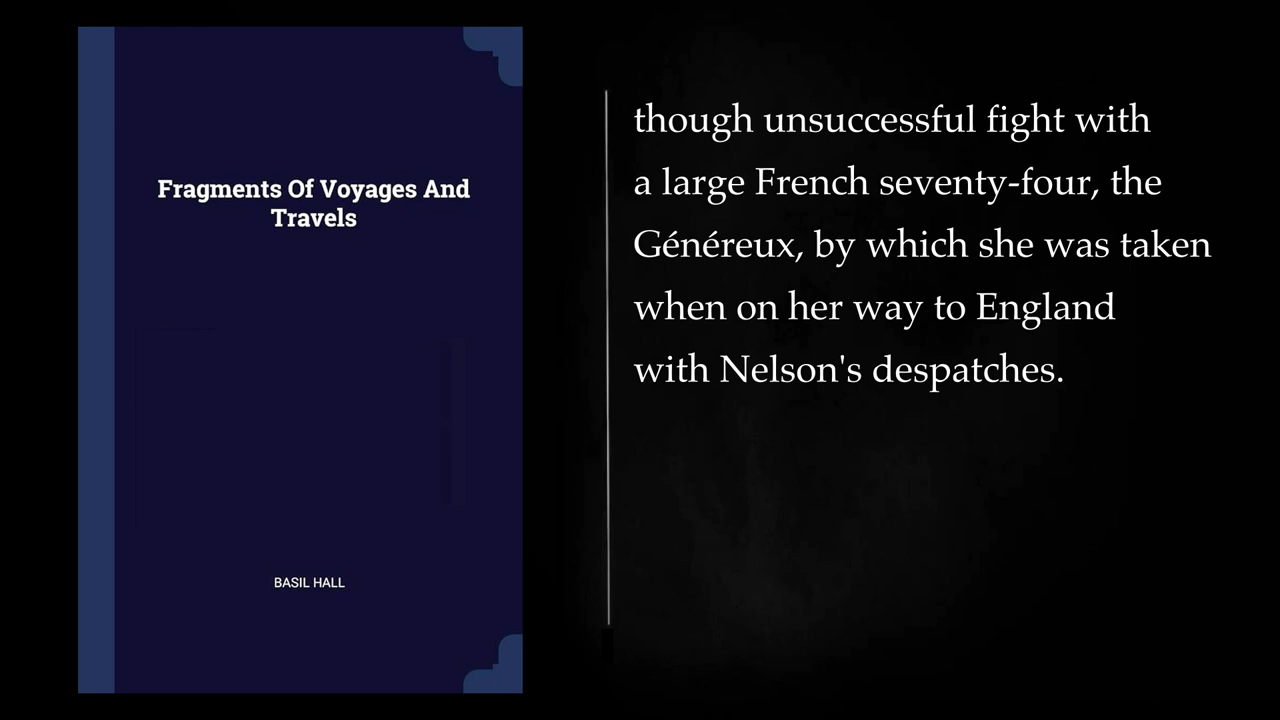 Fragments Of Voyages And
Travels
BASIL HALL
though unsuccessful fight with
a large French seventy-four, the
Généreux, by which she was taken
when on her way to England
with Nelson's despatches.